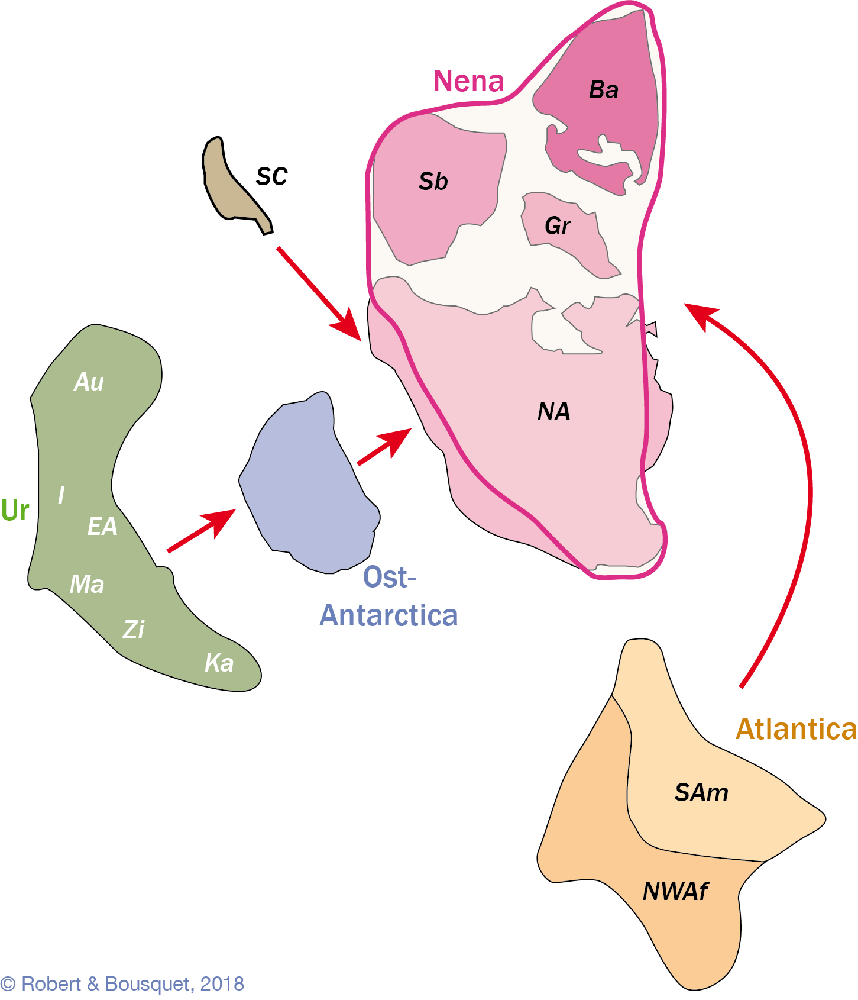 Nena
Ba
SC
Sb
Gr
Au
NA
I
Ur
EA
Ma
Ost-
Antarctica
Zi
Ka
Atlantica
SAm
NWAf
© Robert & Bousquet, 2018